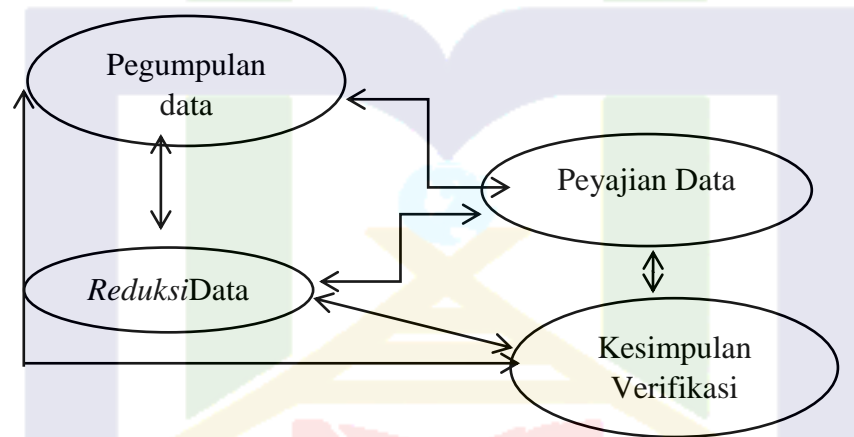 Pegumpulan
data
Peyajian Data
ReduksiData
Kesimpulan
Verifikasi